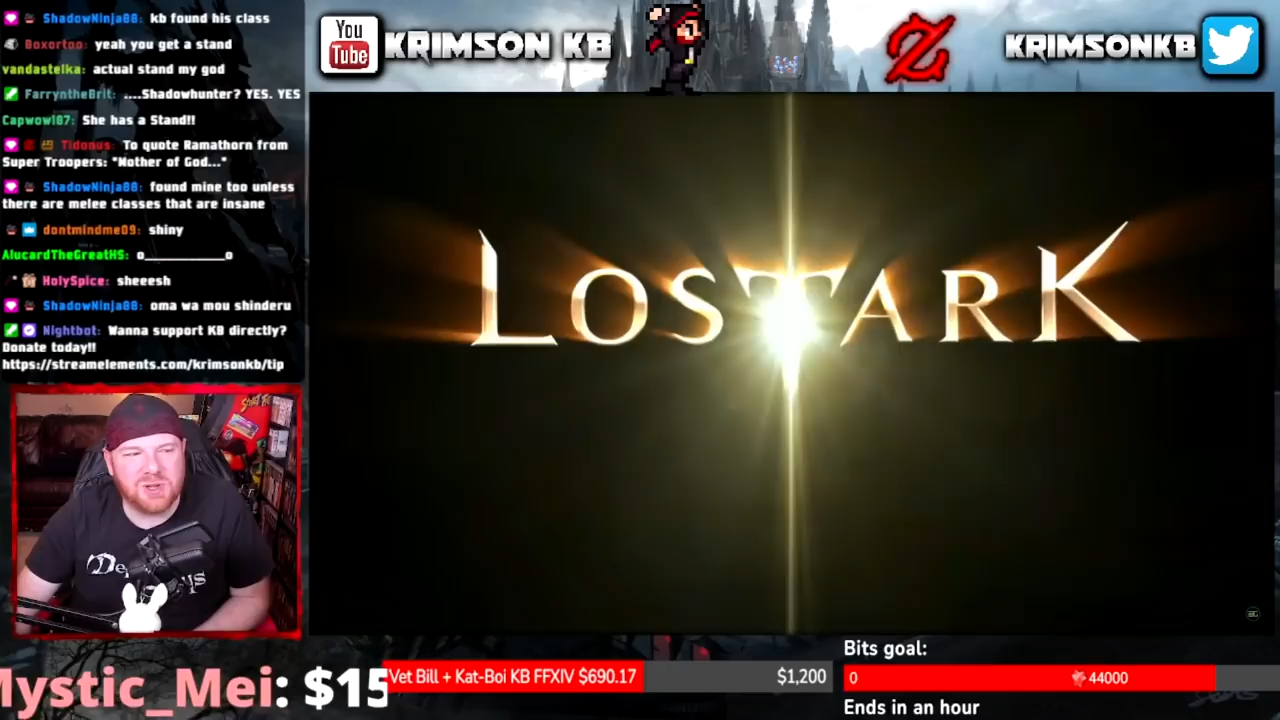 ShadowNinja88: kb found his class
Boxortoo: yeah you get a stand
vandastelka: actual stand my god
FarryntheBrit: ....Shadowhunter? YES. YES
Capwowl87: She has a Stand!!
Tidonus: To quote Ramathorn from
Super Troopers: "Mother of God..."
ShadowNinja88: found mine too unless
there are melee classes that are insane
dontmindme09: shiny
AlucardTheGreatHS: o__________o
HolySpice: sheeesh
ShadowNinja88: oma wa mou shinderu
Nightbot: Wanna support KB directly?
Donate today!!
https://streamelements.com/krimsonkb/tip
You
Tube
KRIMSON KB
Z
KRIMSONKB
LOST ARK
Mystic_Mei: $15
Vet Bill + Kat-Boi KB FFXIV $690.17
$1,200
Bits goal:
0
44000
Ends in an hour